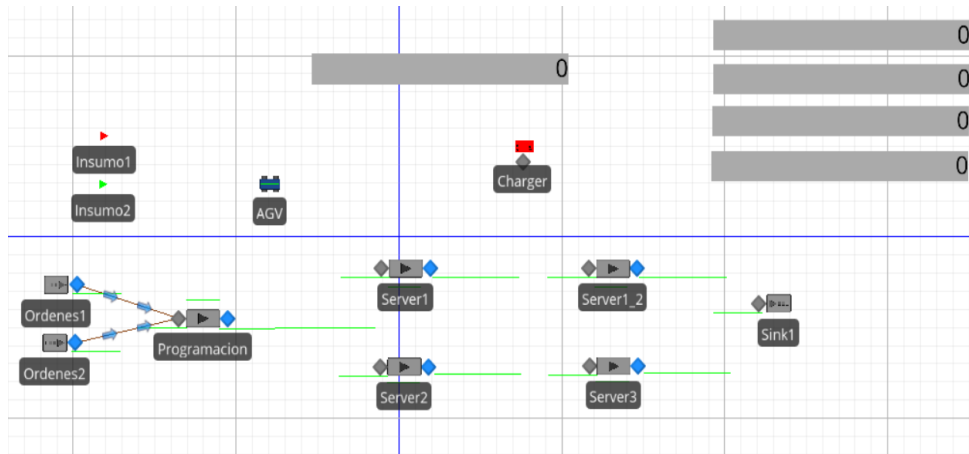 0
0
0
0
0
Insumo1
Insumo2
AGV
Charger
Ordenes1
Ordenes2
Programacion
Server1
Server2
Server1_2
Server3
Sink1